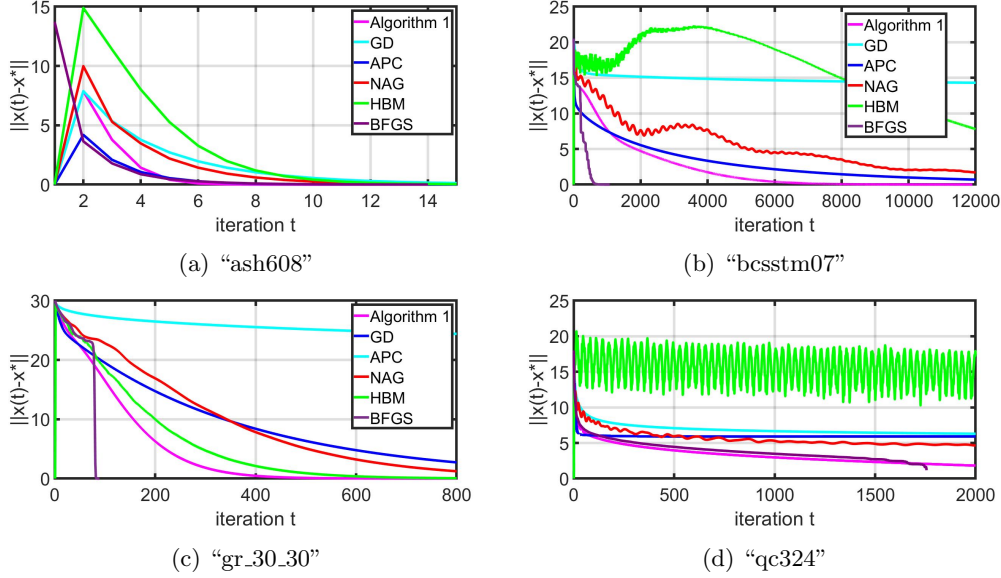 ||x(t)-x*||
15
10
5
0
2 4 6 8 10 12 14
iteration t
Algorithm 1
GD
APC
NAG
HBM
BFGS
(a) “ash608”
||x(t)-x*||
25
20
15
10
5
0
0 2000 4000 6000 8000 10000 12000
iteration t
Algorithm 1
GD
APC
NAG
HBM
BFGS
(b) “bcsstm07”
||x(t)-x*||
30
20
10
0
0 200 400 600 800
iteration t
Algorithm 1
GD
APC
NAG
HBM
BFGS
(c) “gr_30_30”
||x(t)-x*||
25
20
15
10
5
0
0 500 1000 1500 2000
iteration t
(d) “qc324”